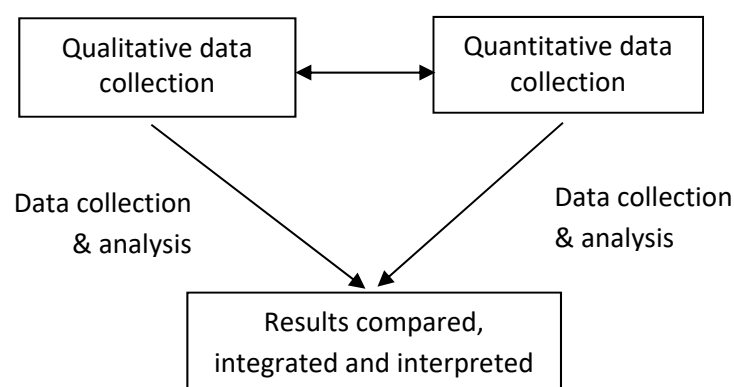 Qualitative data
collection
Quantitative data
collection
Data collection
& analysis
Data collection
& analysis
Results compared,
integrated and interpreted